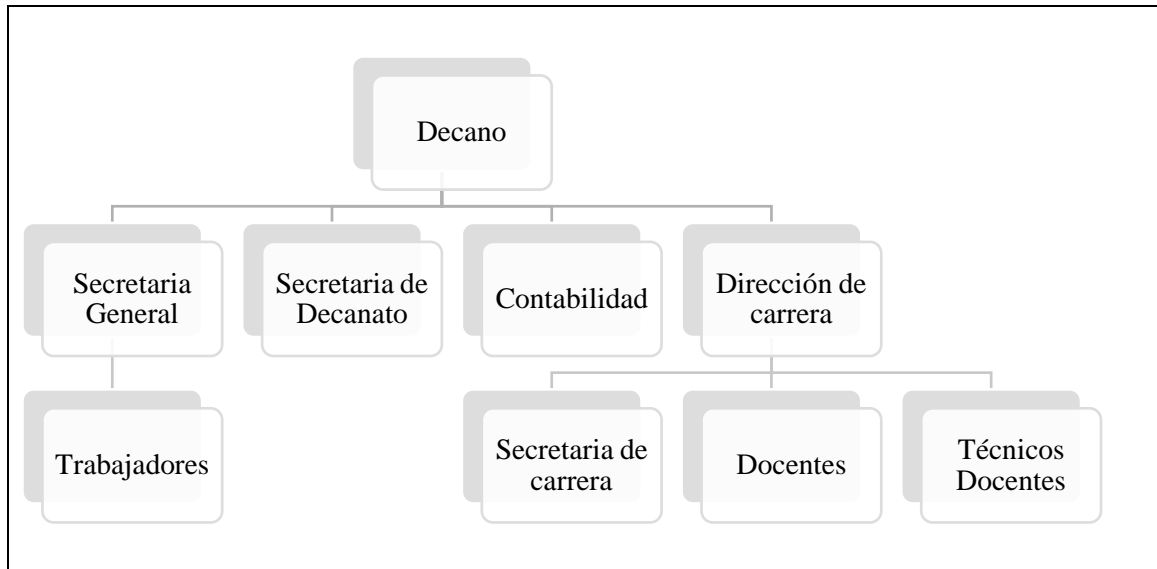 Decano
Secretaria
General
Secretaria de
Decanato
Contabilidad
Dirección de
carrera
Trabajadores
Secretaria de
carrera
Docentes
Técnicos
Docentes